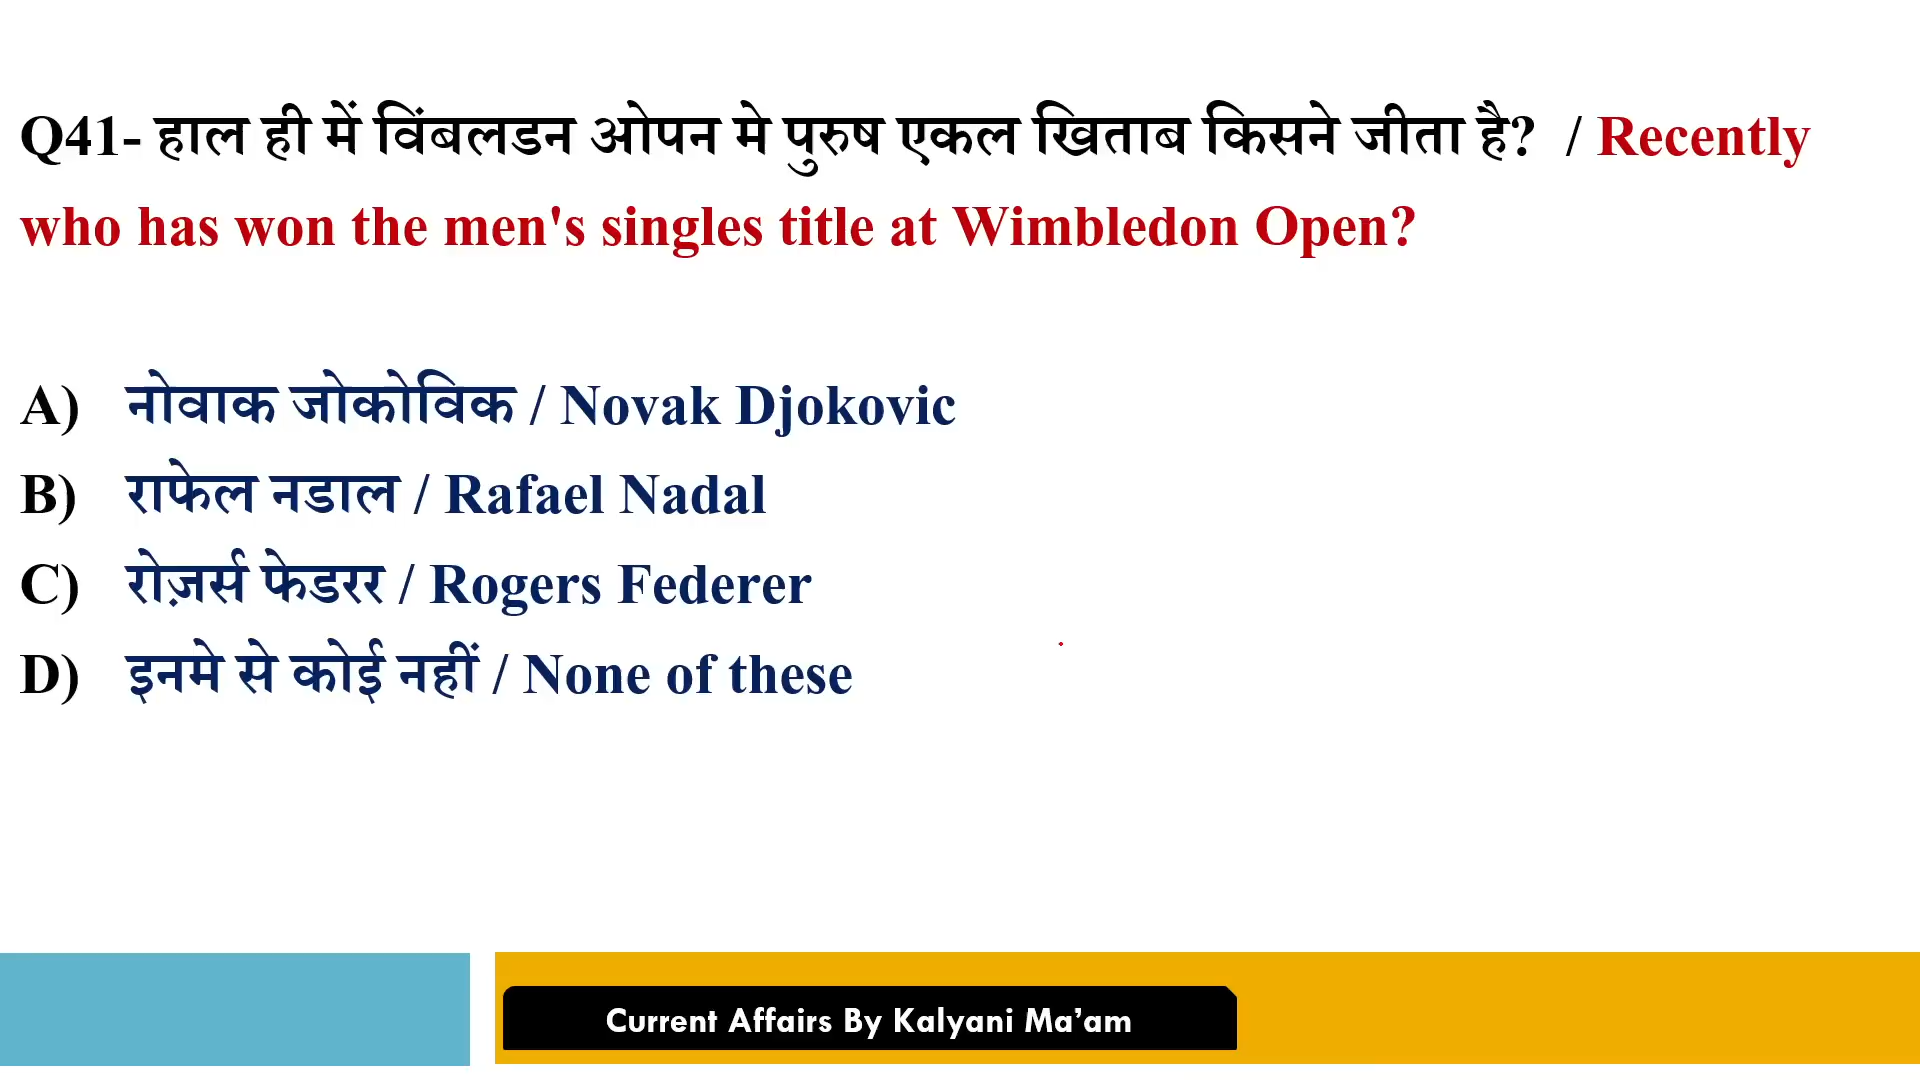 Q41- हाल ही में विंबलडन ओपन मे पुरुष एकल खिताब किसने जीता है? / Recently
who has won the men's singles title at Wimbledon Open?
A) नोवाक जोकोविक / Novak Djokovic
B) राफेल नडाल / Rafael Nadal
C) रोज़र्स फेडरर / Rogers Federer
D) इनमे से कोई नहीं / None of these
Current Affairs By Kalyani Ma’am